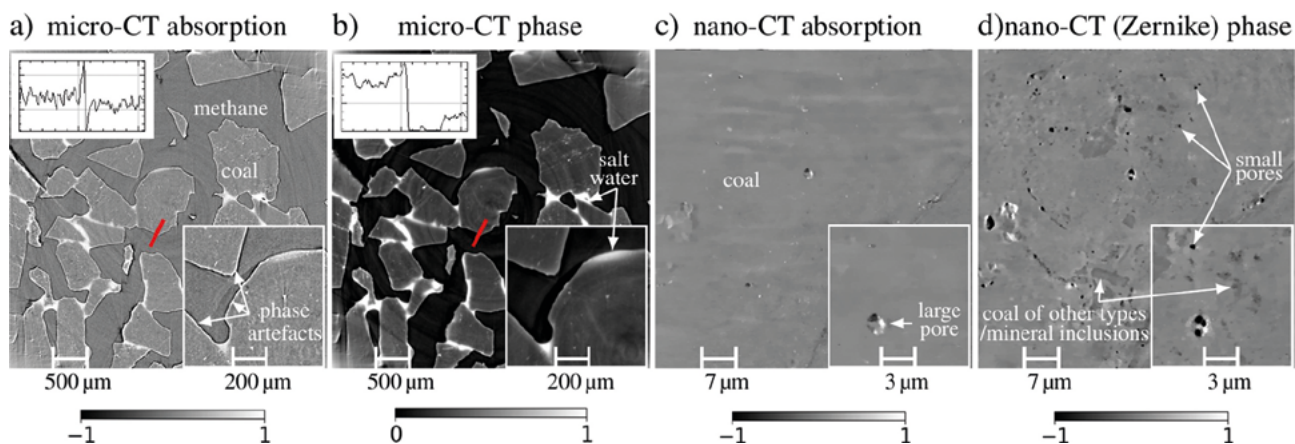 a) micro-CT absorption
b) micro-CT phase
c) nano-CT absorption
d)nano-CT (Zernike) phase
methane
coal
phase
artefacts
500 µm
200 µm
−1
1
salt
water
500 µm
200 µm
0
1
coal
large
pore
7 µm
3 µm
−1
1
small
pores
coal of other types
/mineral inclusions
7 µm
3 µm
−1
1